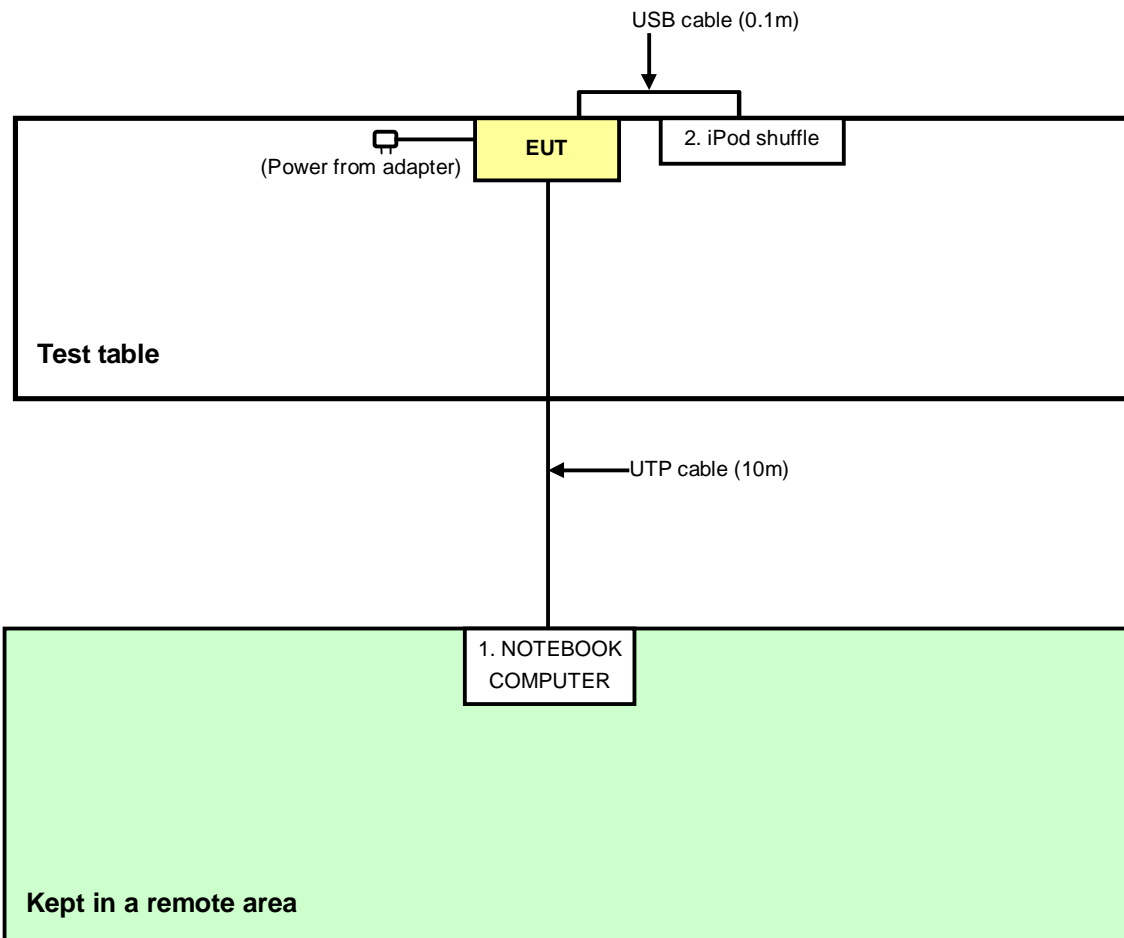 USB cable (0.1m)
EUT
2. iPod shuffle
(Power from adapter)
Test table
UTP cable (10m)
1. NOTEBOOK
COMPUTER
Kept in a remote area